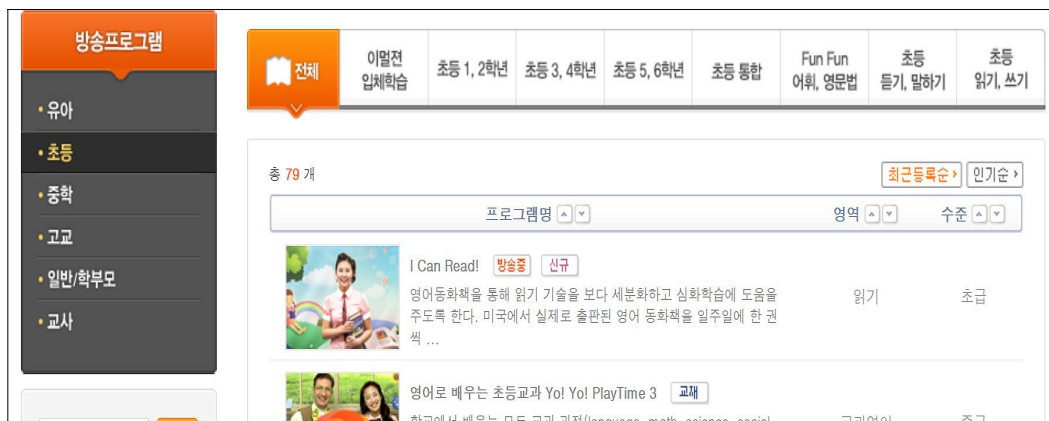 방송프로그램
• 유아
• 초등
• 중학
• 고교
• 일반/학부모
• 교사
전체
이멀젼
입체학습
초등 1, 2학년
초등 3, 4학년
초등 5, 6학년
초등 통합
Fun Fun
어휘, 영문법
초등
듣기, 말하기
초등
읽기, 쓰기
총 79 개
최근등록순 인기순
프로그램명 영역 수준
I Can Read! 방송중 신규
영어동화책을 통해 읽기 기술을 보다 세분화하고 심화학습에 도움을
주도록 한다. 미국에서 실제로 출판된 영어 동화책을 일주일에 한 권
씩 ...
읽기 초급
영어로 배우는 초등교과 Yo! Yo! PlayTime 3 교재